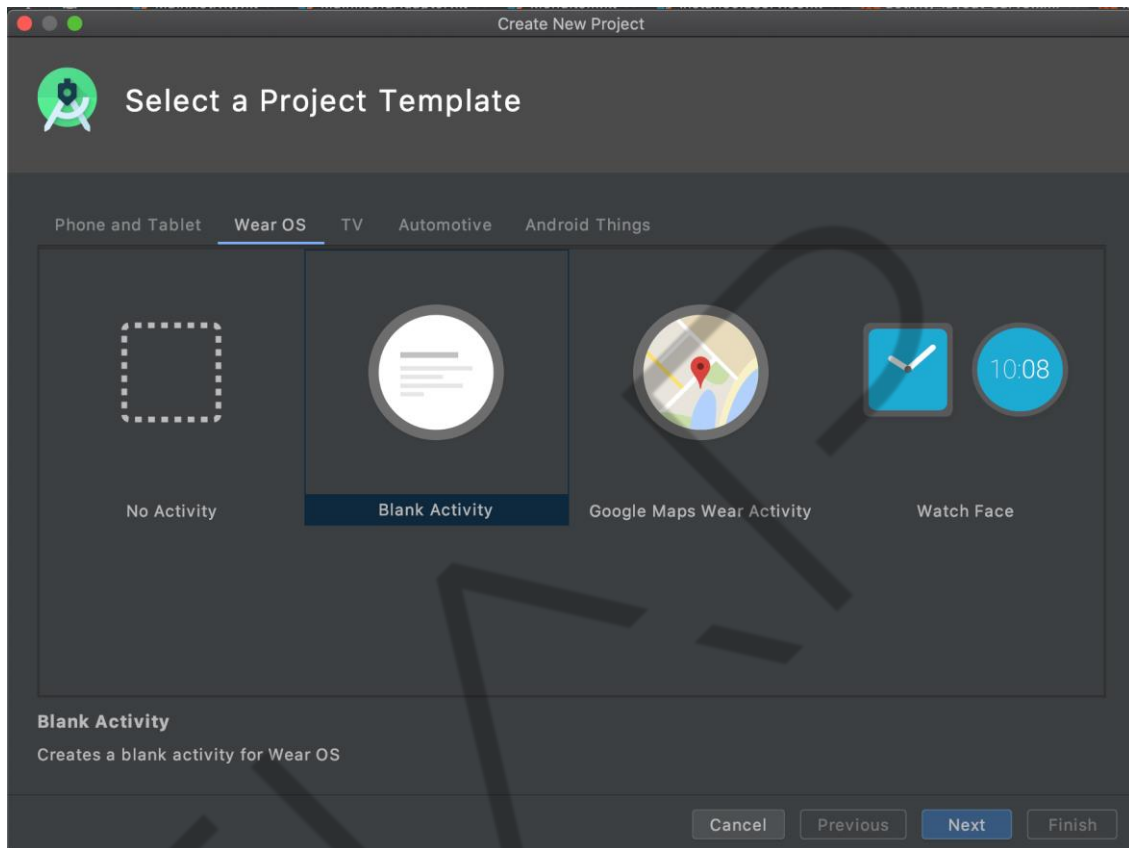 Create New Project
Select a Project Template
Phone and Tablet Wear OS TV Automotive Android Things
10:08
No Activity Blank Activity Google Maps Wear Activity Watch Face
Blank Activity
Creates a blank activity for Wear OS
Cancel Previous Next Finish